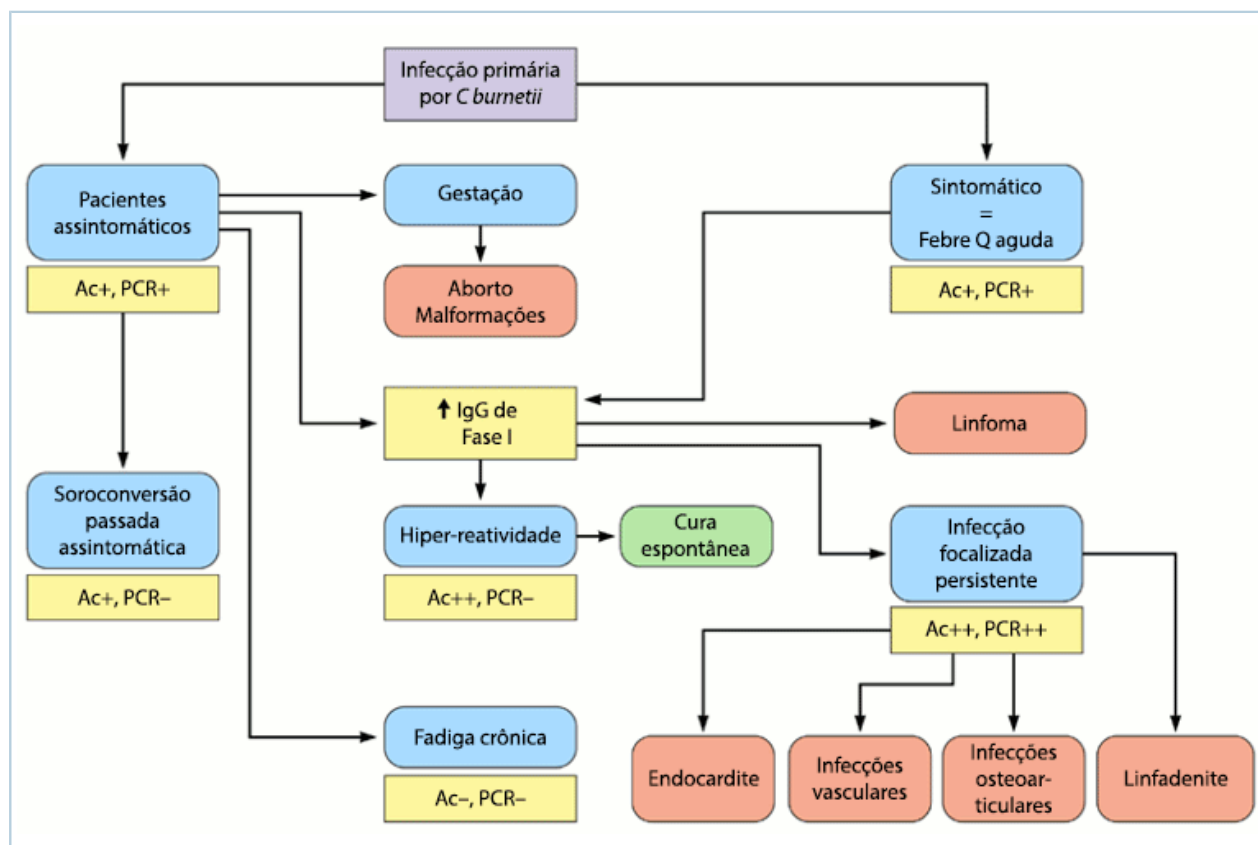 Infecção primária
por C burnetii
Pacientes
assintomáticos
Ac+, PCR+
Gestação
Aborto
Malformações
Sintomático
=
Febre Q aguda
Ac+, PCR+
↑ IgG de
Fase I
Linfoma
Soroconversão
passada
assintomática
Ac+, PCR–
Hiper-reatividade
Ac++, PCR–
Cura
espontânea
Infecção
focalizada
persistente
Ac++, PCR++
Fadiga crônica
Ac–, PCR–
Endocardite
Infecções
vasculares
Infecções
osteoar-
ticulares
Linfadenite